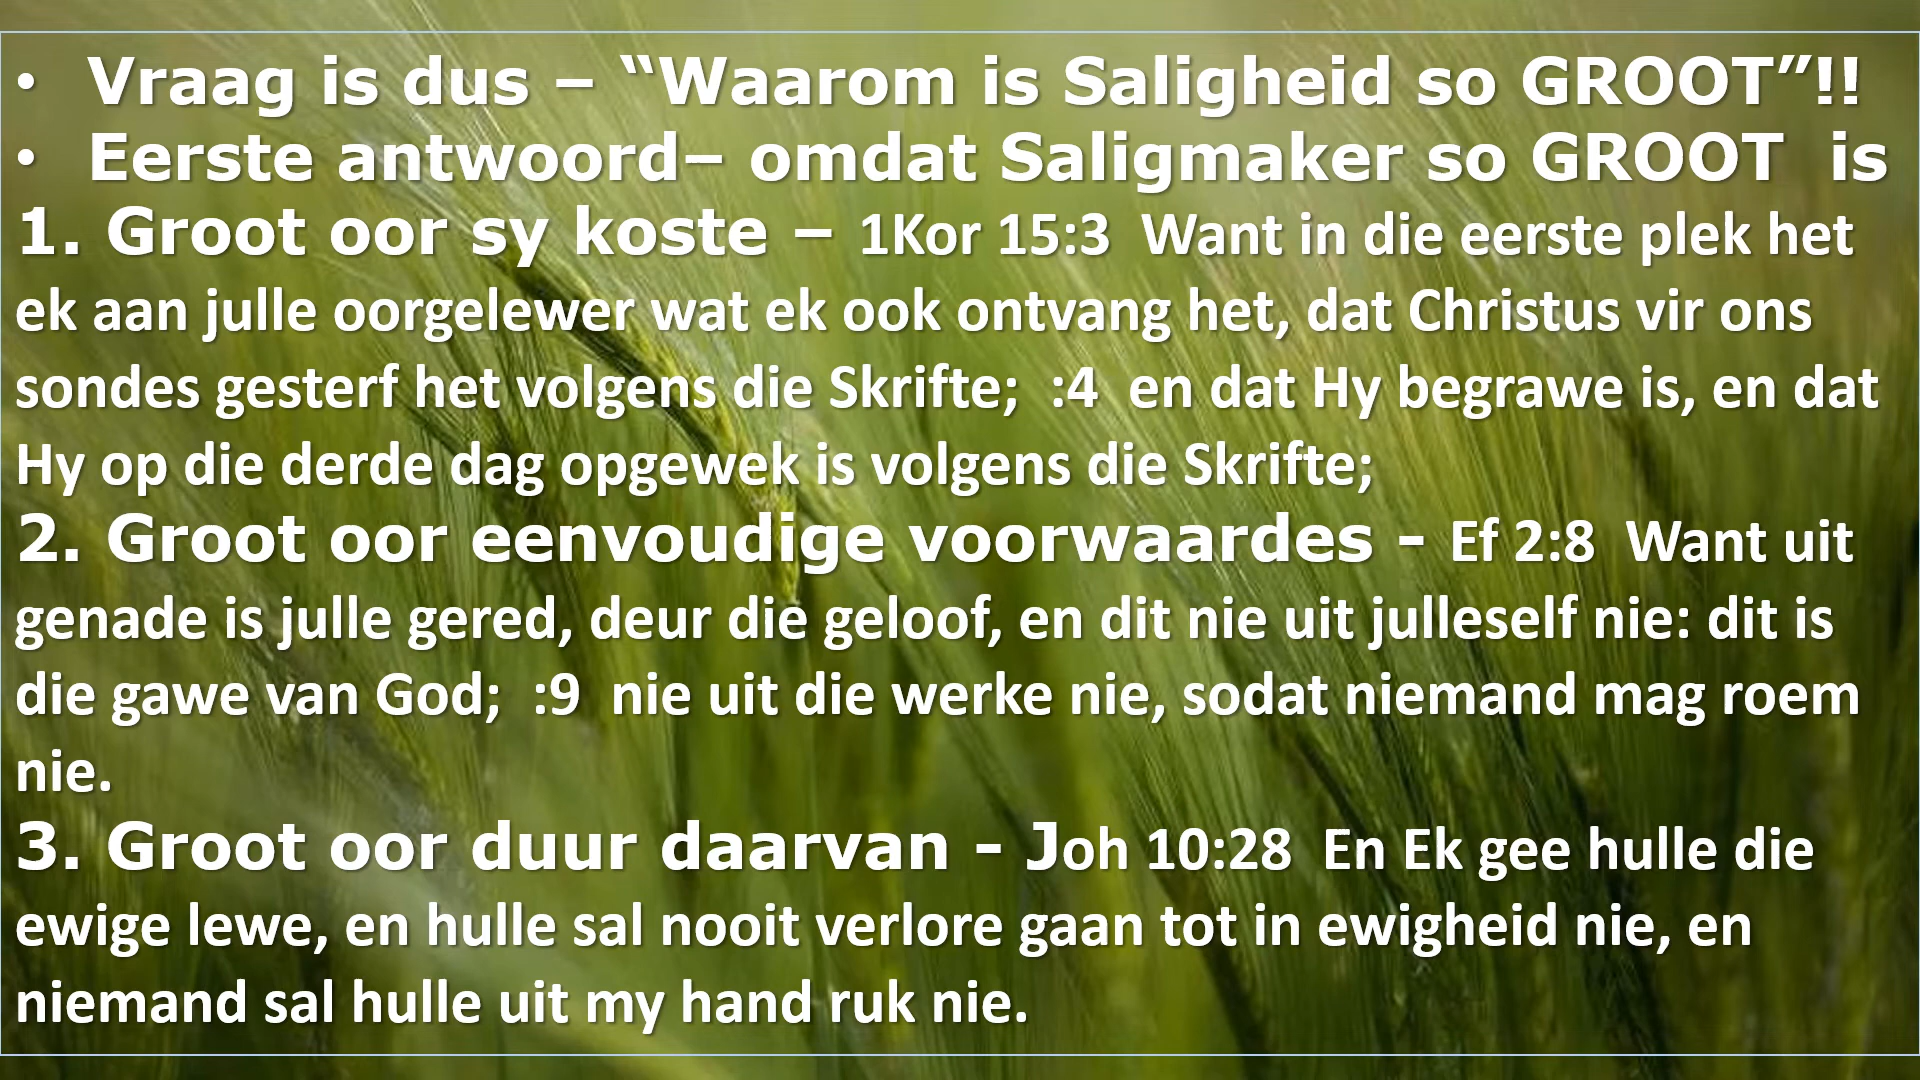 • Vraag is dus – “Waarom is Saligheid so GROOT”!!
• Eerste antwoord– omdat Saligmaker so GROOT is
1. Groot oor sy koste – 1Kor 15:3 Want in die eerste plek het
ek aan julle oorgelewer wat ek ook ontvang het, dat Christus vir ons
sondes gesterf het volgens die Skrifte; :4 en dat Hy begrawe is, en dat
Hy op die derde dag opgewek is volgens die Skrifte;
2. Groot oor eenvoudige voorwaardes - Ef 2:8 Want uit
genade is julle gered, deur die geloof, en dit nie uit julleself nie: dit is
die gawe van God; :9 nie uit die werke nie, sodat niemand mag roem
nie.
3. Groot oor duur daarvan - Joh 10:28 En Ek gee hulle die
ewige lewe, en hulle sal nooit verlore gaan tot in ewigheid nie, en
niemand sal hulle uit my hand ruk nie.